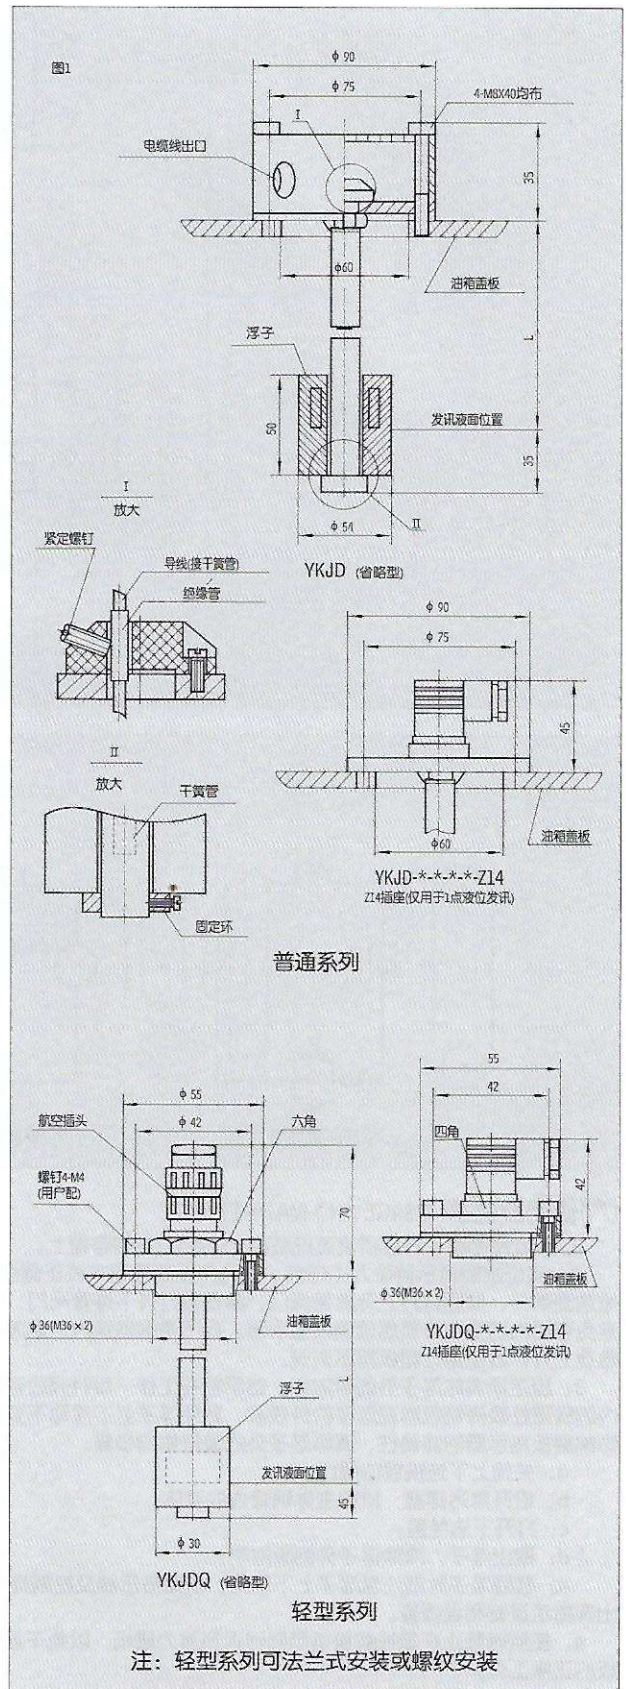 图1
ϕ90
ϕ75
4-M8X40均布
I
电缆线出口
35
ϕ60
油箱盖板
L
浮子
50
发讯液面位置
35
II
ϕ54
YKJD (省略型)
I
放大
紧定螺钉
导线(接干簧管)
绝缘管
ϕ90
ϕ75
45
油箱盖板
ϕ60
YKJD-*-*-*-*-Z14
Z14插座(仅用于1点液位发讯)
II
放大
干簧管
固定环
普通系列
ϕ55
ϕ42
航空插头
六角
螺钉4-M4
(用户配)
70
ϕ36(M36×2)
油箱盖板
L
浮子
发讯液面位置
45
ϕ30
YKJDQ (省略型)
55
42
四角
42
油箱盖板
ϕ36(M36×2)
YKJDQ-*-*-*-*-Z14
Z14插座(仅用于1点液位发讯)
轻型系列
注：轻型系列可法兰式安装或螺纹安装